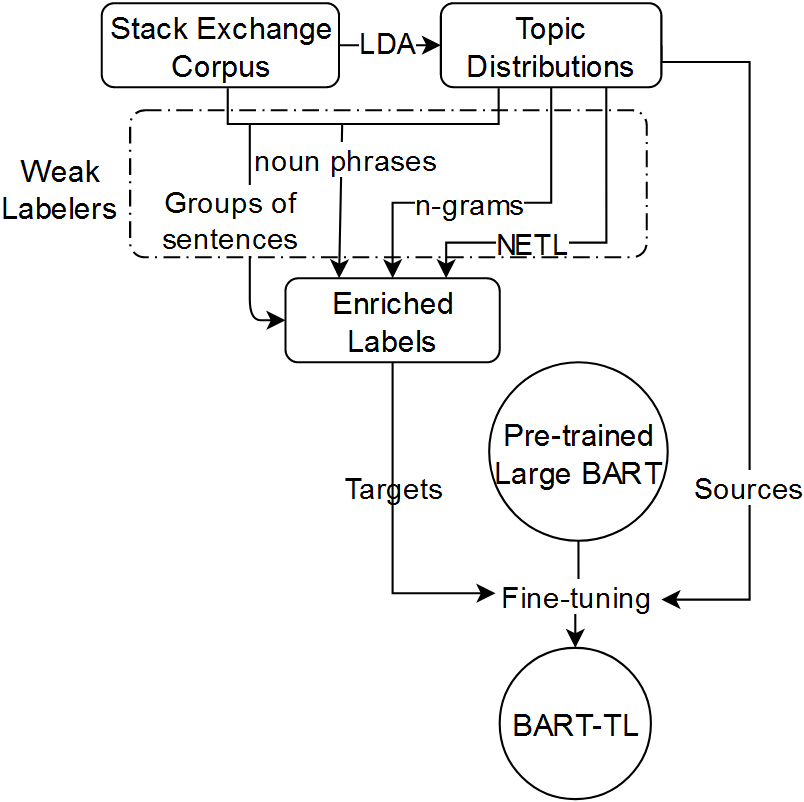 Stack Exchange
Corpus
LDA
Topic
Distributions
Weak
Labelers
noun phrases
Groups of
sentences
n-grams
NETL
Enriched
Labels
Pre-trained
Large BART
Targets
Sources
Fine-tuning
BART-TL